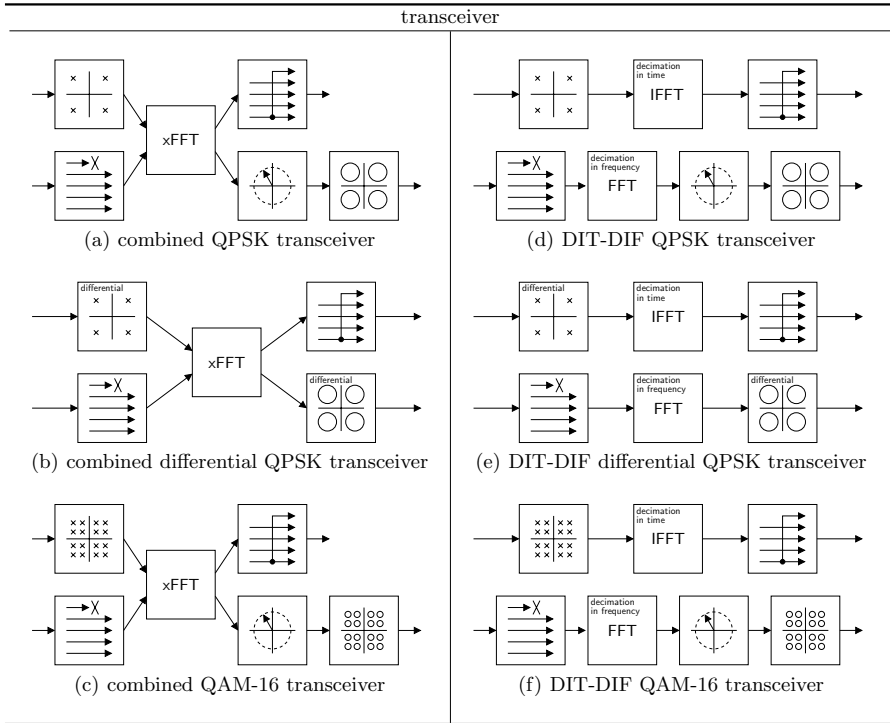 transceiver
xFFT
(a) combined QPSK transceiver
differential
xFFT
(b) combined differential QPSK transceiver
xFFT
(c) combined QAM-16 transceiver
decimation
in time
IFFT
decimation
in frequency
FFT
(d) DIT-DIF QPSK transceiver
differential
decimation
in time
IFFT
decimation
in frequency
FFT
differential
(e) DIT-DIF differential QPSK transceiver
decimation
in time
IFFT
decimation
in frequency
FFT
(f) DIT-DIF QAM-16 transceiver